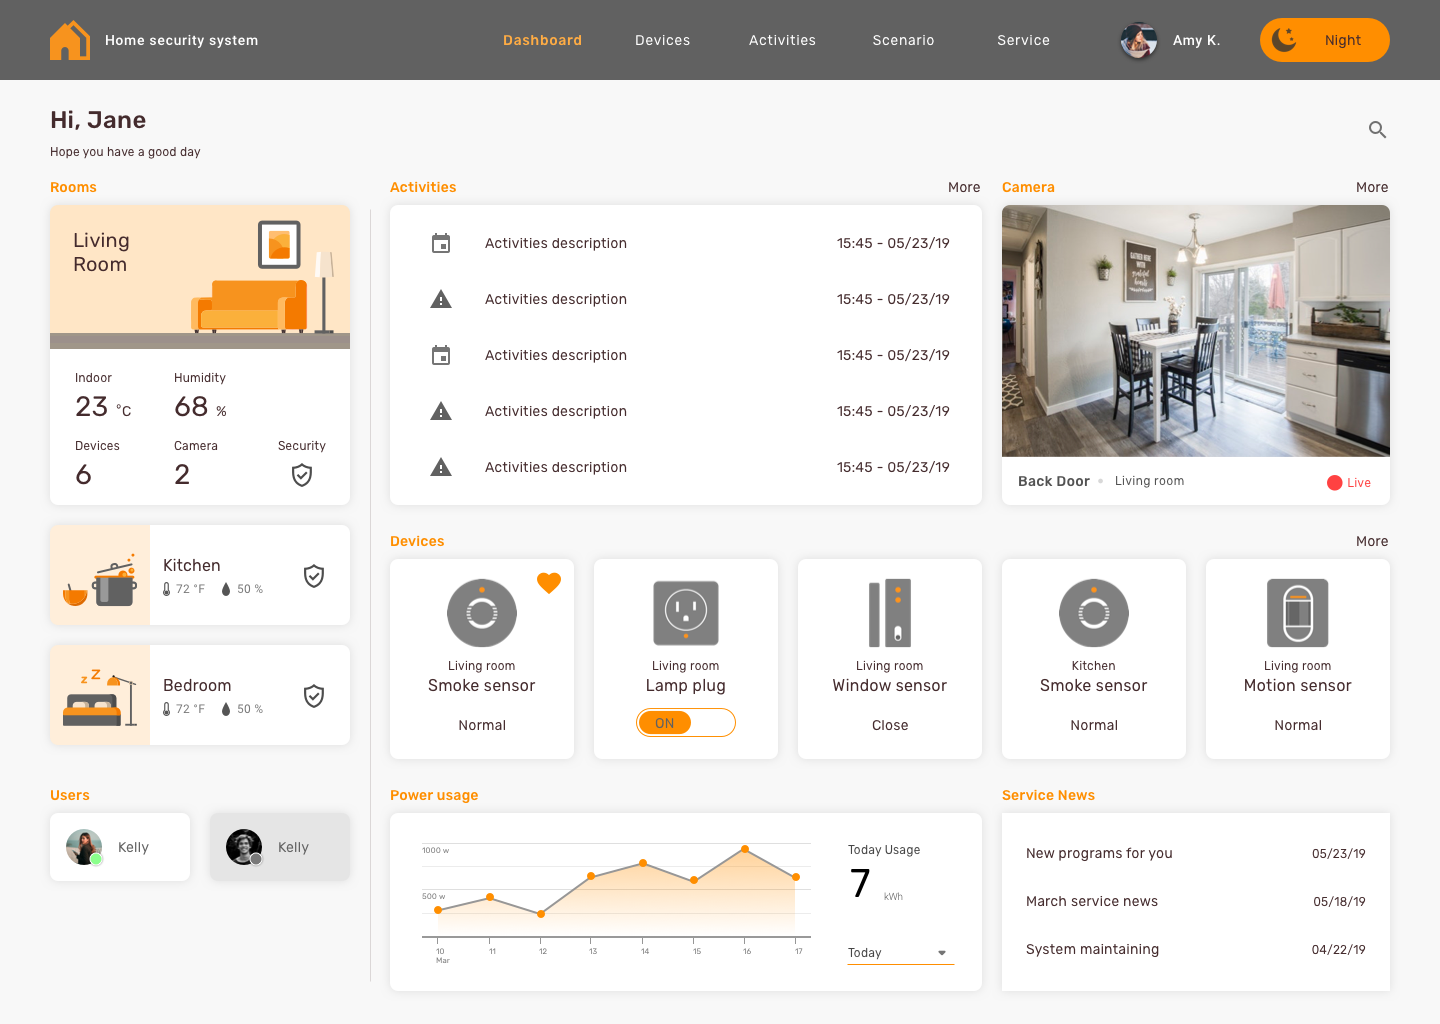 Home security system
Dashboard
Devices
Activities
Scenario
Service
Amy K.
Night
Hi, Jane
Hope you have a good day
Rooms
Living
Room
Indoor
23 °C
Humidity
68 %
Devices
6
Camera
2
Security
Kitchen
72 °F 50 %
Bedroom
z Z
72 °F 50 %
Users
Kelly
Kelly
Activities
More
Activities description 15:45 - 05/23/19
Activities description 15:45 - 05/23/19
Activities description 15:45 - 05/23/19
Activities description 15:45 - 05/23/19
Activities description 15:45 - 05/23/19
Camera
More
GATHER HERE
WITH
grateful
hearts
Back Door
Living room
Live
Devices
More
Living room
Smoke sensor
Normal
Living room
Lamp plug
ON
Living room
Window sensor
Close
Kitchen
Smoke sensor
Normal
Living room
Motion sensor
Normal
Power usage
1000 w
500 w
10 11 12 13 14 15 16 17
Mar
Today Usage
7 kWh
Today
Service News
New programs for you 05/23/19
March service news 05/18/19
System maintaining 04/22/19